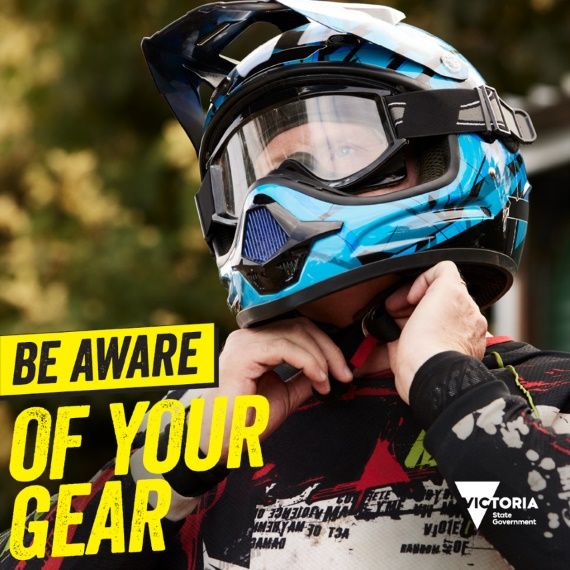 BE AWARE
OF YOUR
GEAR
VICTORIA
State
Government